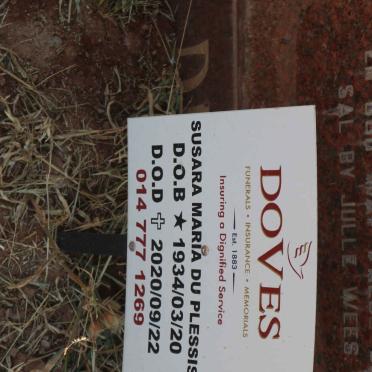 DOVES
FUNERALS • INSURANCE • MEMORIALS
Est. 1883
Insuring a Dignified Service
SUSARA MARIA DU PLESSIS
D.O.B ★ 1934/03/20
D.O.D ✝ 2020/09/22
014 777 1269
SAL BY JULLE WEES